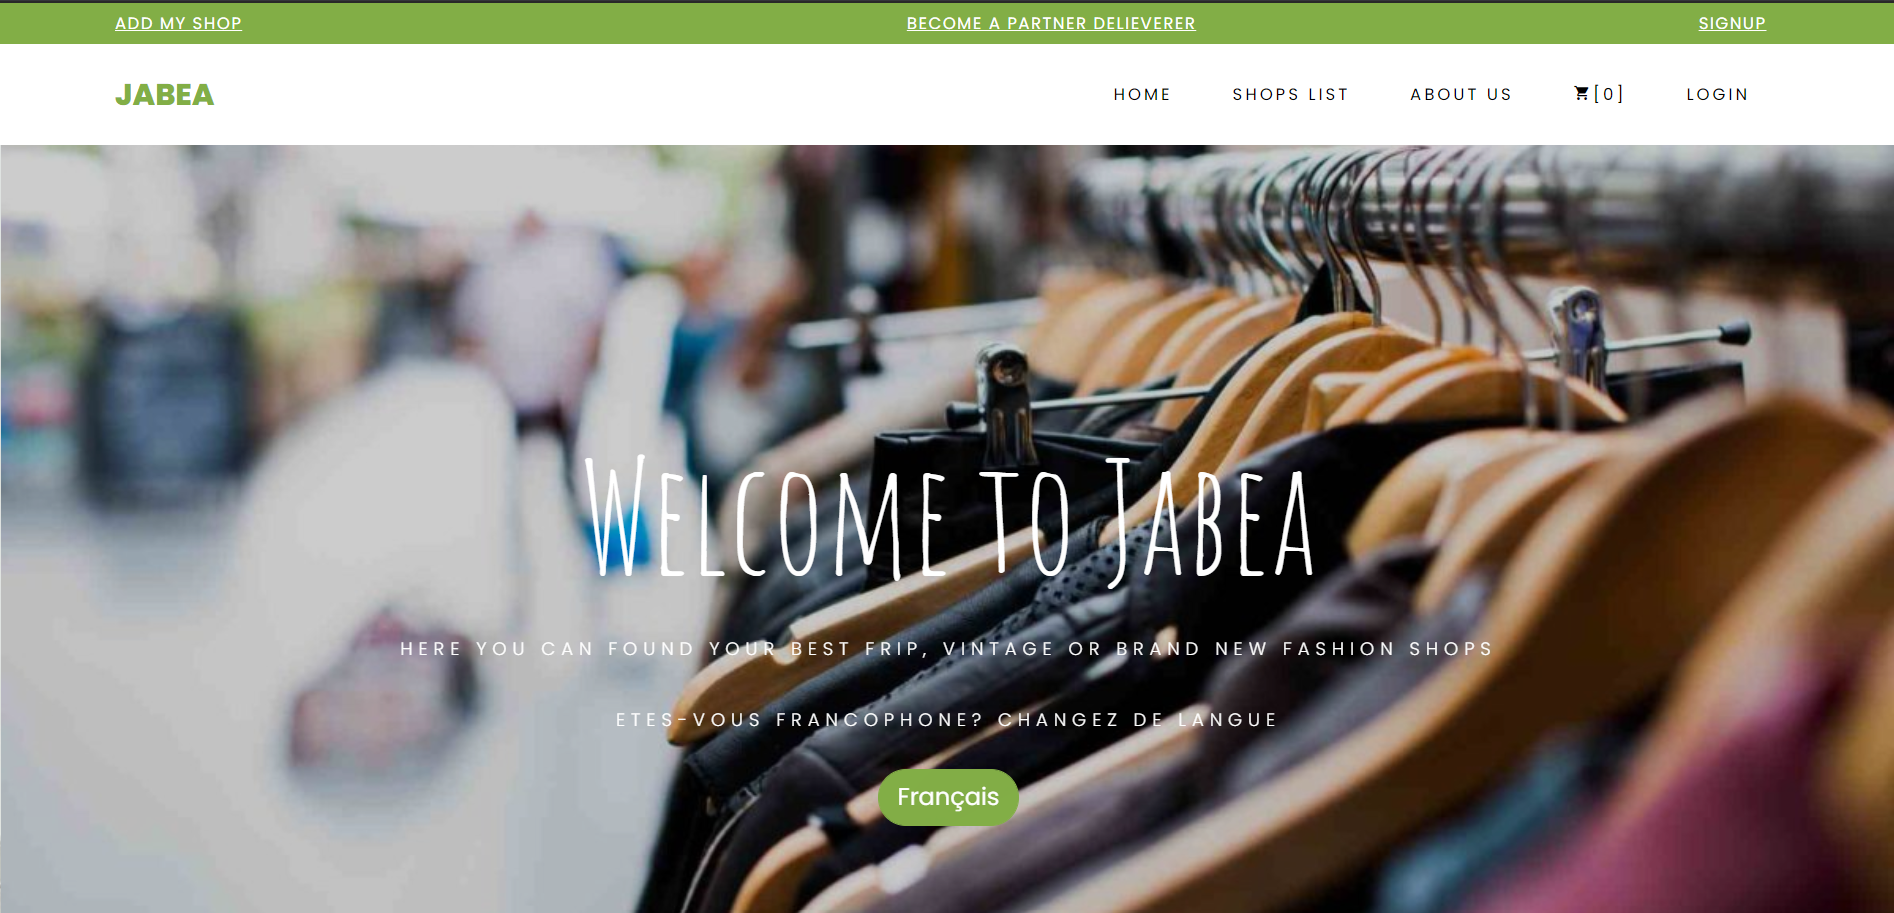 ADD MY SHOP BECOME A PARTNER DELIEVERER SIGNUP
JABEA HOME SHOPS LIST ABOUT US [0] LOGIN
WELCOME TO JABEA
HERE YOU CAN FOUND YOUR BEST FRIP, VINTAGE OR BRAND NEW FASHION SHOPS
ETES-VOUS FRANCOPHONE? CHANGEZ DE LANGUE
Français